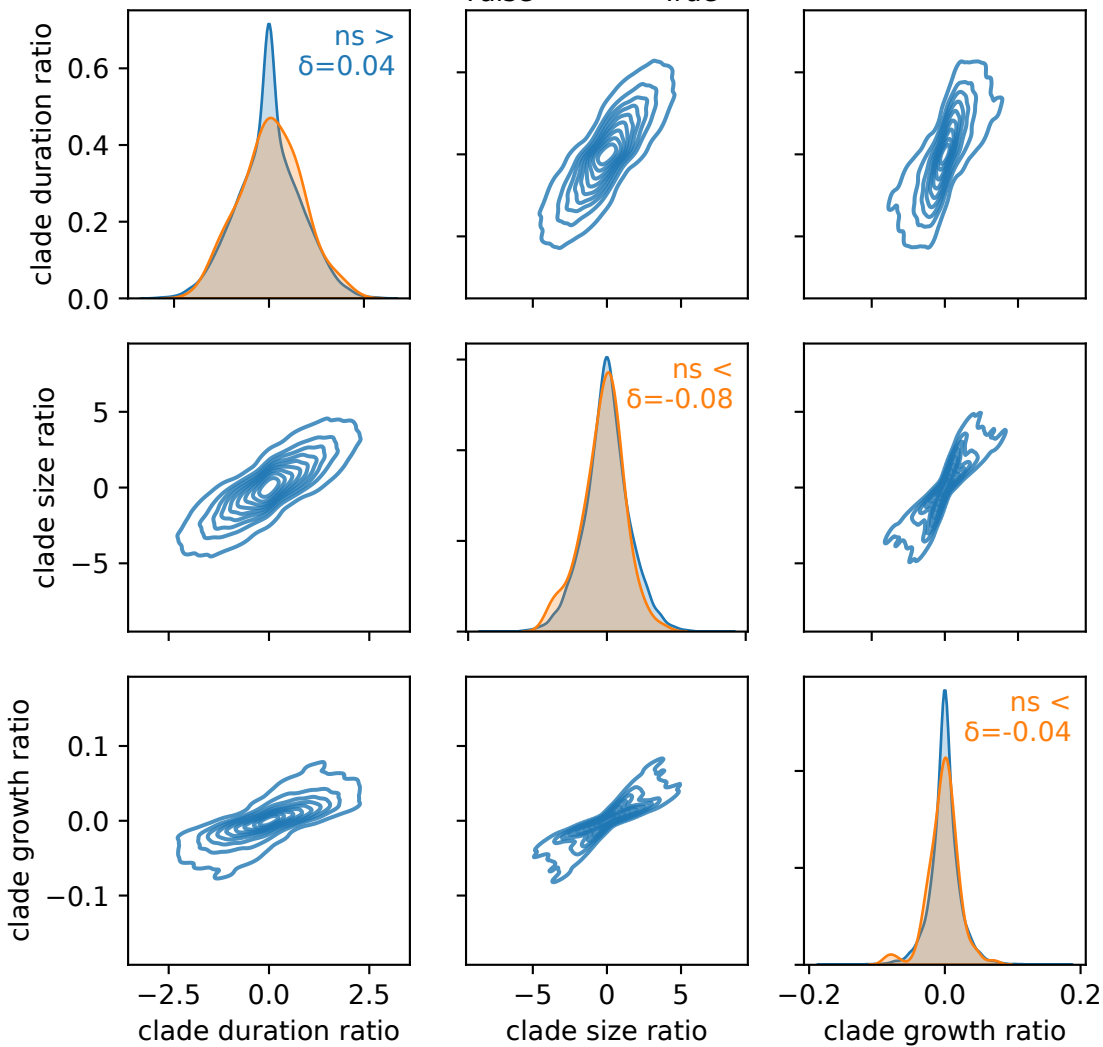 ns >
δ=0.04
clade duration ratio
0.6
0.4
0.2
0.0
ns <
δ=-0.08
clade size ratio
5
0
−5
ns <
δ=-0.04
clade growth ratio
0.1
0.0
−0.1
−2.5 0.0 2.5 −5 0 5 −0.2 0.0 0.2
clade duration ratio clade size ratio clade growth ratio